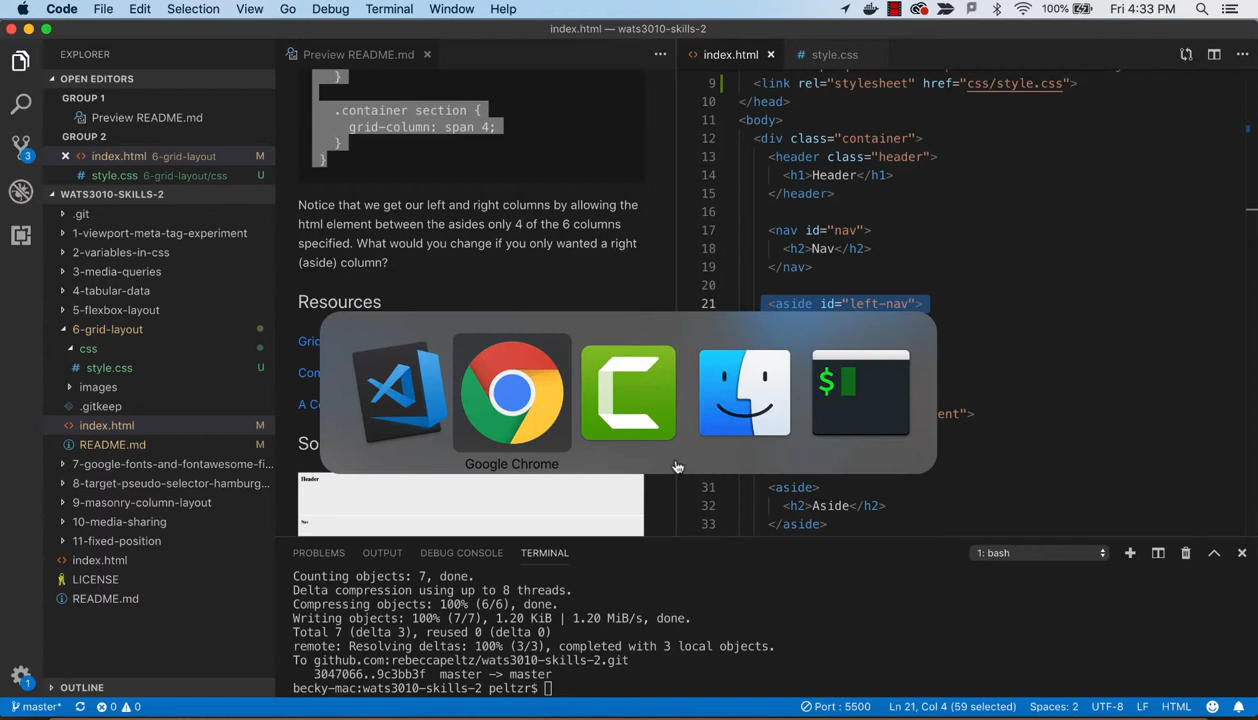 Code File Edit Selection View Go Debug Terminal Window Help 100% Fri 4:33 PM
index.html — wats3010-skills-2
EXPLORER
OPEN EDITORS
GROUP 1
Preview README.md
GROUP 2
index.html 6-grid-layout M
style.css 6-grid-layout/css U
WATS3010-SKILLS-2
.git
1-viewport-meta-tag-experiment
2-variables-in-css
3-media-queries
4-tabular-data
5-flexbox-layout
6-grid-layout
css
style.css U
images
.gitkeep
index.html M
README.md M
7-google-fonts-and-fontawesome-fi...
8-target-pseudo-selector-hamburg...
9-masonry-column-layout
10-media-sharing
11-fixed-position
index.html
LICENSE
README.md
OUTLINE
3
1
Preview README.md
}
.container section {
grid-column: span 4;
}
}
Notice that we get our left and right columns by allowing the
html element between the asides only 4 of the 6 columns
specified. What would you change if you only wanted a right
(aside) column?
Resources
Grid
Com
A C
So
Header
Nav
index.html style.css
9 <link rel="stylesheet" href="css/style.css">
10 </head>
11 <body>
12 <div class="container">
13 <header class="header">
14 <h1>Header</h1>
15 </header>
16
17 <nav id="nav">
18 <h2>Nav</h2>
19 </nav>
20
21 <aside id="left-nav">
ent">
31 <aside>
32 <h2>Aside</h2>
33 </aside>
$
Google Chrome
PROBLEMS OUTPUT DEBUG CONSOLE TERMINAL 1: bash
Counting objects: 7, done.
Delta compression using up to 8 threads.
Compressing objects: 100% (6/6), done.
Writing objects: 100% (7/7), 1.20 KiB | 1.20 MiB/s, done.
Total 7 (delta 3), reused 0 (delta 0)
remote: Resolving deltas: 100% (3/3), completed with 3 local objects.
To github.com:rebeccapeltz/wats3010-skills-2.git
3047066..9c3bb3f master -> master
becky-mac:wats3010-skills-2 peltzr$
master* 0 0 Port : 5500 Ln 21, Col 4 (59 selected) Spaces: 2 UTF-8 LF HTML